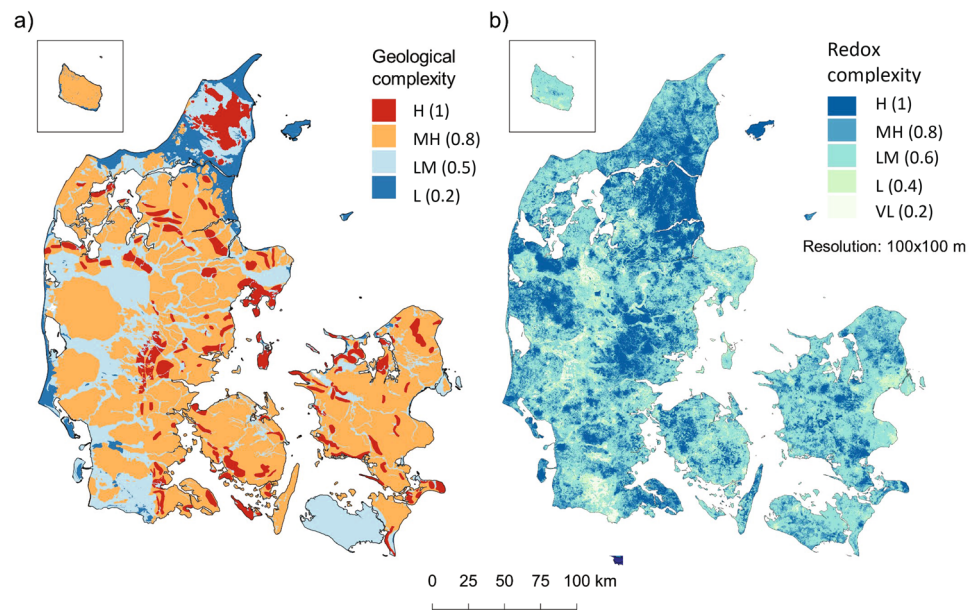 a)
Geological
complexity
H (1)
MH (0.8)
LM (0.5)
L (0.2)
b)
Redox
complexity
H (1)
MH (0.8)
LM (0.6)
L (0.4)
VL (0.2)
Resolution: 100x100 m
0 25 50 75 100 km